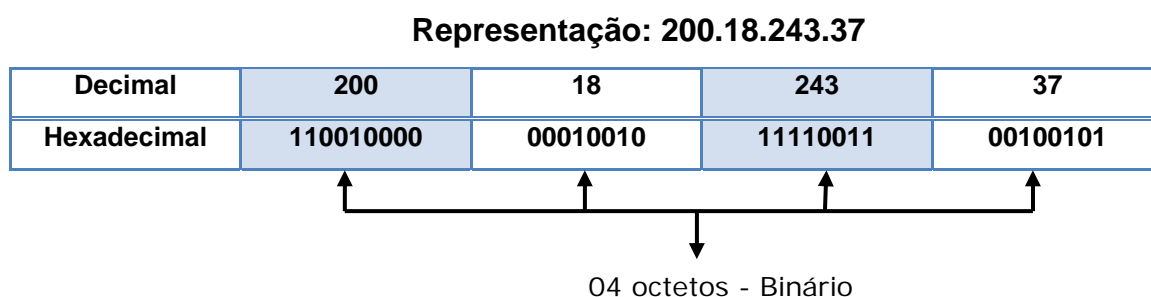 Representação: 200.18.243.37
Decimal 200 18 243 37
Hexadecimal 110010000 00010010 11110011 00100101
04 octetos - Binário